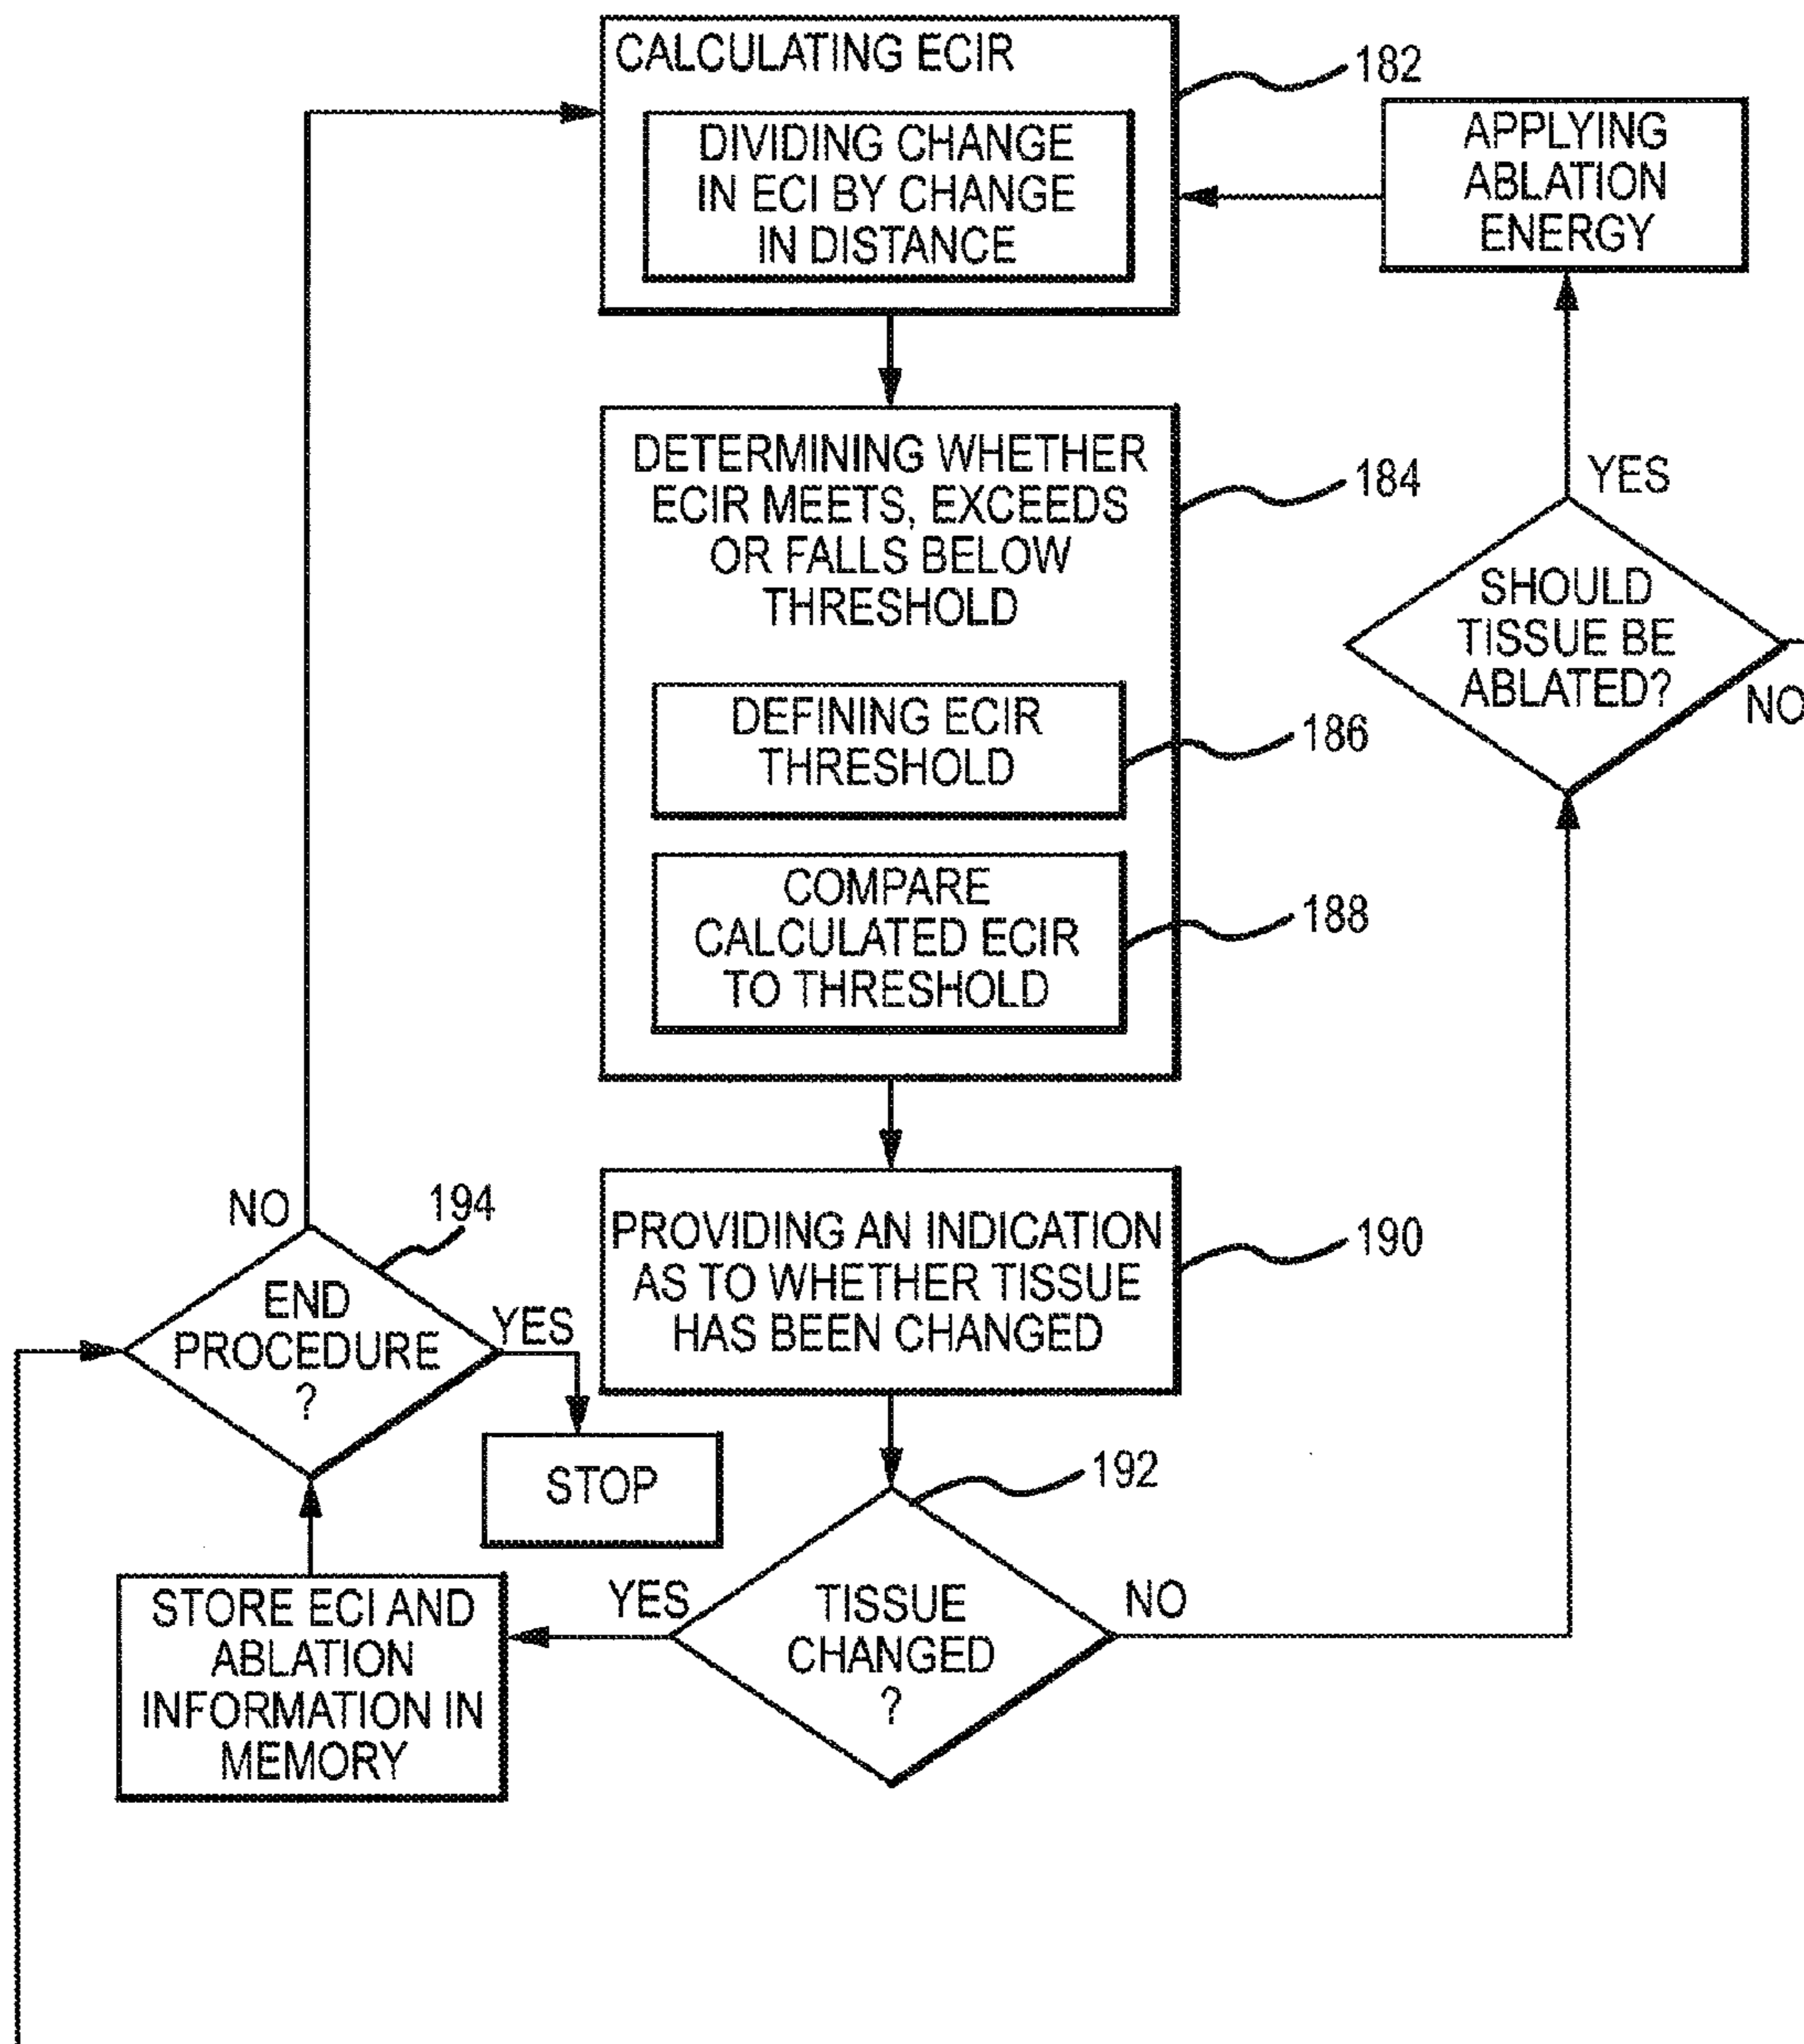 CALCULATING ECIR
182
DIVIDING CHANGE
IN ECI BY CHANGE
IN DISTANCE
APPLYING
ABLATION
ENERGY
DETERMINING WHETHER
ECIR MEETS, EXCEEDS
OR FALLS BELOW
THRESHOLD
184
YES
SHOULD
TISSUE BE
ABLATED?
NO
DEFINING ECIR
THRESHOLD
186
COMPARE
CALCULATED ECIR
TO THRESHOLD
188
NO
194
END
PROCEDURE
?
YES
STOP
PROVIDING AN INDICATION
AS TO WHETHER TISSUE
HAS BEEN CHANGED
190
192
TISSUE
CHANGED
?
YES
NO
STORE ECI AND
ABLATION
INFORMATION IN
MEMORY